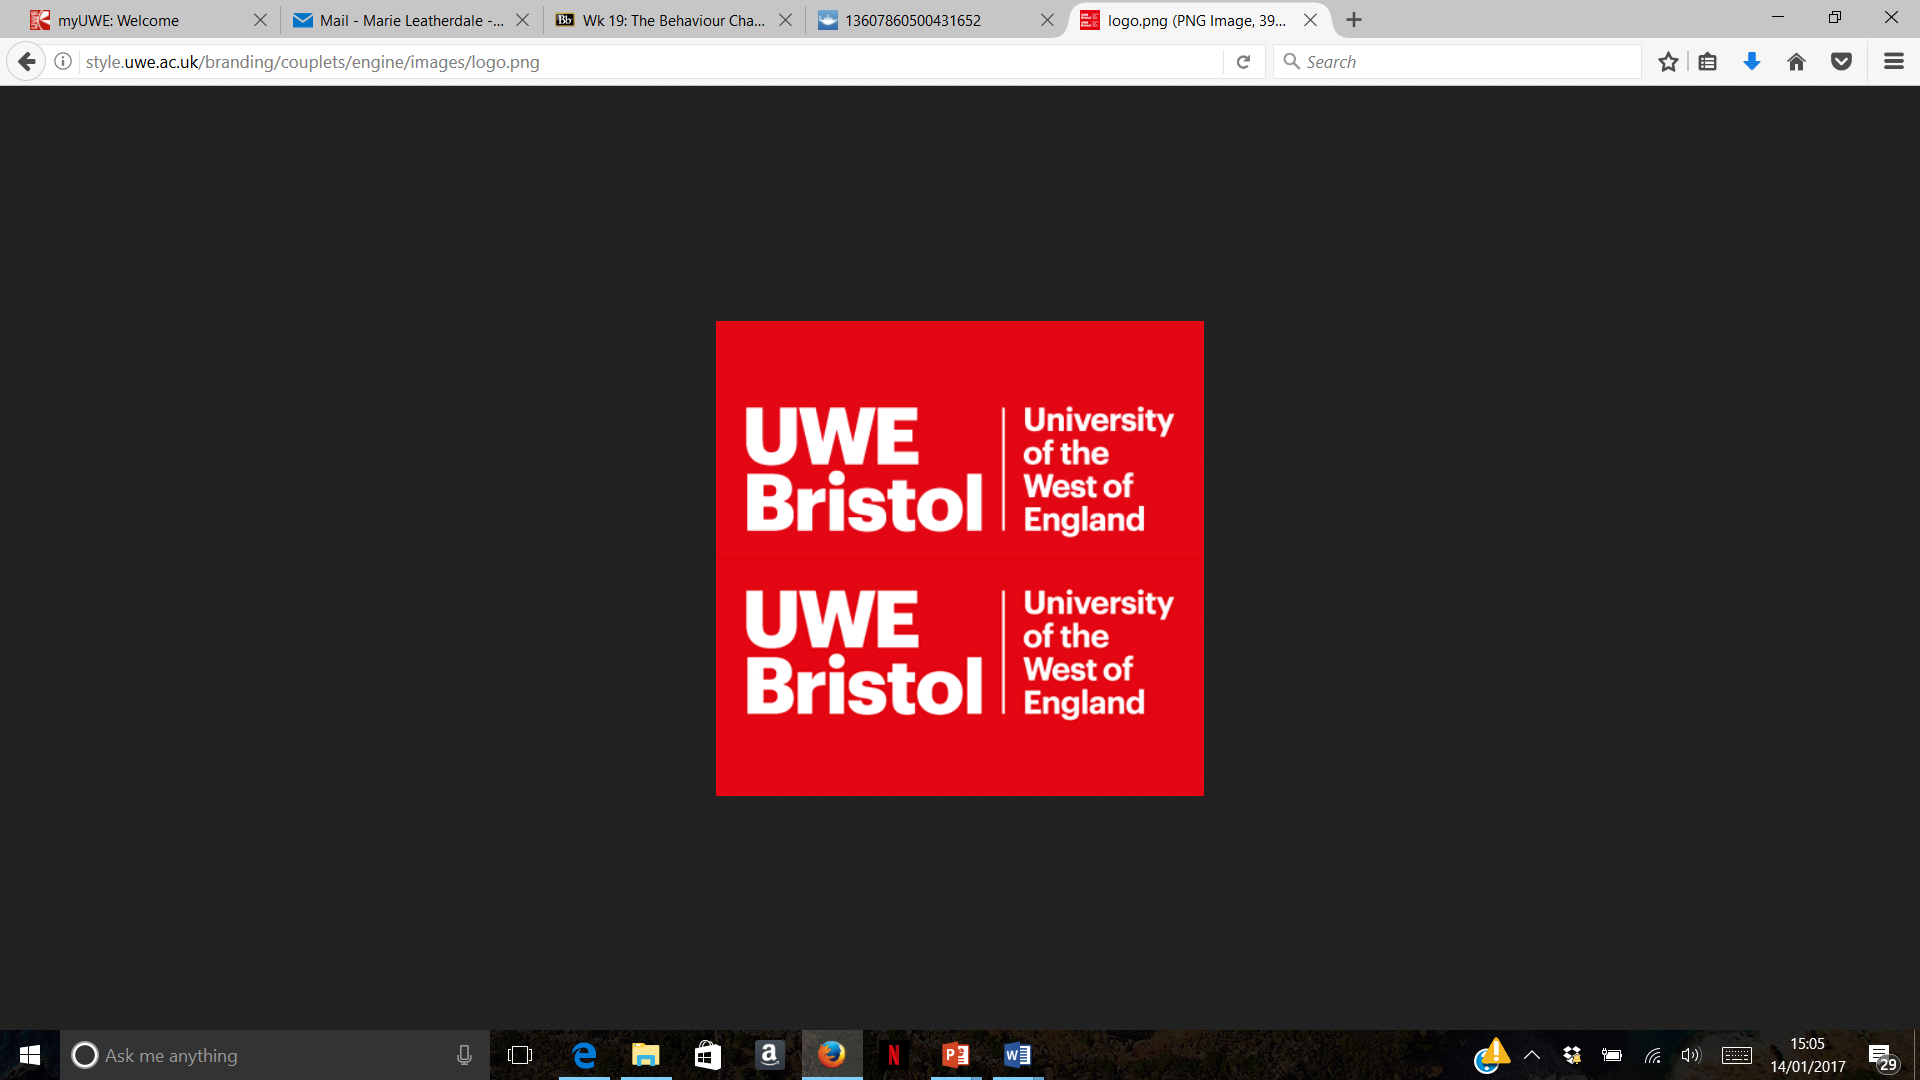 myUWE: Welcome
Mail - Marie Leatherdale -...
Bb
Wk 19: The Behaviour Cha...
13607860500431652
logo.png (PNG Image, 39...
style.uwe.ac.uk/branding/couplets/engine/images/logo.png
Search
UWE
Bristol
University
of the
West of
England
UWE
Bristol
University
of the
West of
England
Ask me anything
15:05
14/01/2017
29